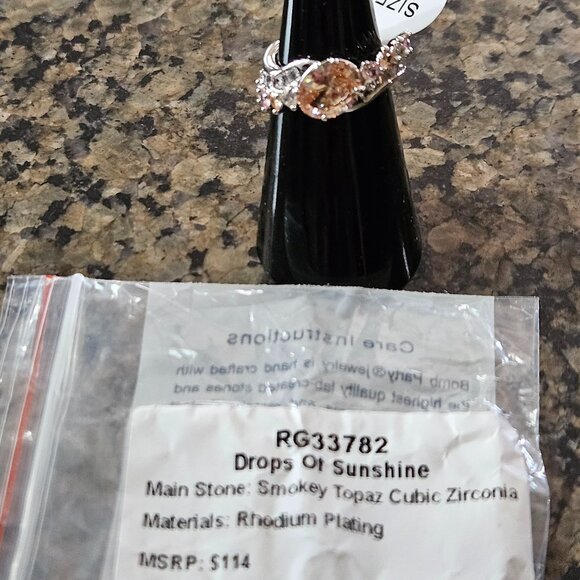 SIZE
Care Instructions
Bomb Party® jewelry is hand crafted with
the highest quality lab-created stones and
RG33782
Drops Of Sunshine
Main Stone: Smokey Topaz Cubic Zirconia
Materials: Rhodium Plating
MSRP: $114